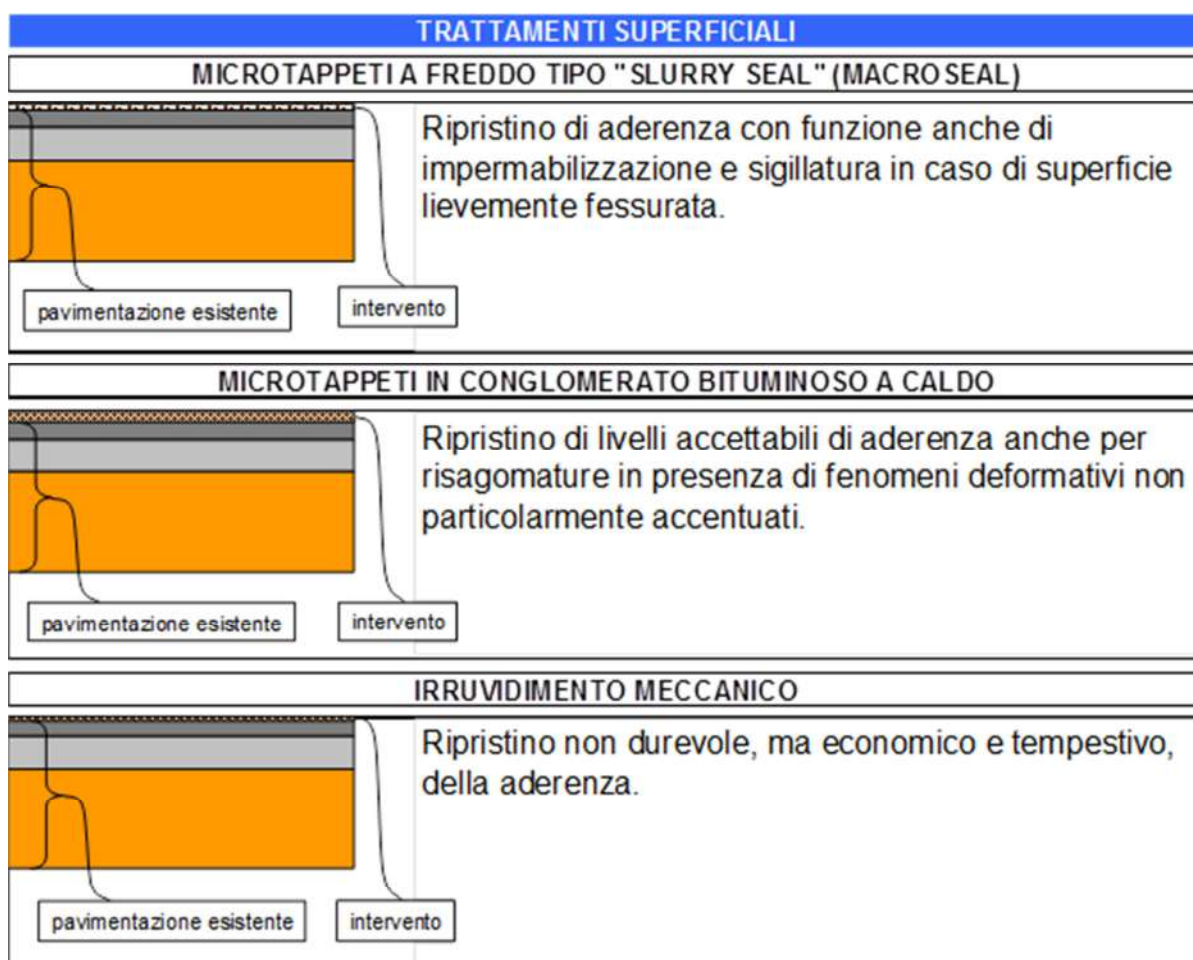 TRATTAMENTI SUPERFICIALI
MICROTAPPETI A FREDDO TIPO "SLURRY SEAL" (MACROSEAL)
Ripristino di aderenza con funzione anche di
impermabilizzazione e sigillatura in caso di superficie
lievemente fessurata.
pavimentazione esistente
intervento
MICROTAPPETI IN CONGLOMERATO BITUMINOSO A CALDO
Ripristino di livelli accettabili di aderenza anche per
risagomature in presenza di fenomeni deformativi non
particolarmente accentuati.
pavimentazione esistente
intervento
IRRUVIDIMENTO MECCANICO
Ripristino non durevole, ma economico e tempestivo,
della aderenza.
pavimentazione esistente
intervento